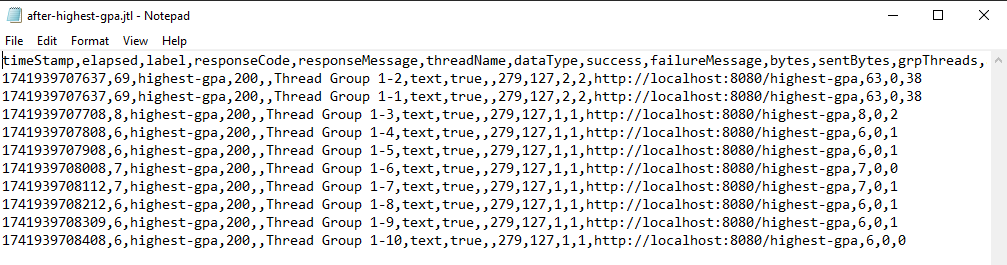 after-highest-gpa.jtl - Notepad
File Edit Format View Help
timeStamp,elapsed,label,responseCode,responseMessage,threadName,dataType,success,failureMessage,bytes,sentBytes,grpThreads,
1741939707637,69,highest-gpa,200,,Thread Group 1-2,text,true,,279,127,2,2,http://localhost:8080/highest-gpa,63,0,38
1741939707637,69,highest-gpa,200,,Thread Group 1-1,text,true,,279,127,2,2,http://localhost:8080/highest-gpa,63,0,38
1741939707708,8,highest-gpa,200,,Thread Group 1-3,text,true,,279,127,1,1,http://localhost:8080/highest-gpa,8,0,2
1741939707808,6,highest-gpa,200,,Thread Group 1-4,text,true,,279,127,1,1,http://localhost:8080/highest-gpa,6,0,1
1741939707908,6,highest-gpa,200,,Thread Group 1-5,text,true,,279,127,1,1,http://localhost:8080/highest-gpa,6,0,1
1741939708008,7,highest-gpa,200,,Thread Group 1-6,text,true,,279,127,1,1,http://localhost:8080/highest-gpa,7,0,0
1741939708112,7,highest-gpa,200,,Thread Group 1-7,text,true,,279,127,1,1,http://localhost:8080/highest-gpa,7,0,1
1741939708212,6,highest-gpa,200,,Thread Group 1-8,text,true,,279,127,1,1,http://localhost:8080/highest-gpa,6,0,1
1741939708309,6,highest-gpa,200,,Thread Group 1-9,text,true,,279,127,1,1,http://localhost:8080/highest-gpa,6,0,1
1741939708408,6,highest-gpa,200,,Thread Group 1-10,text,true,,279,127,1,1,http://localhost:8080/highest-gpa,6,0,0